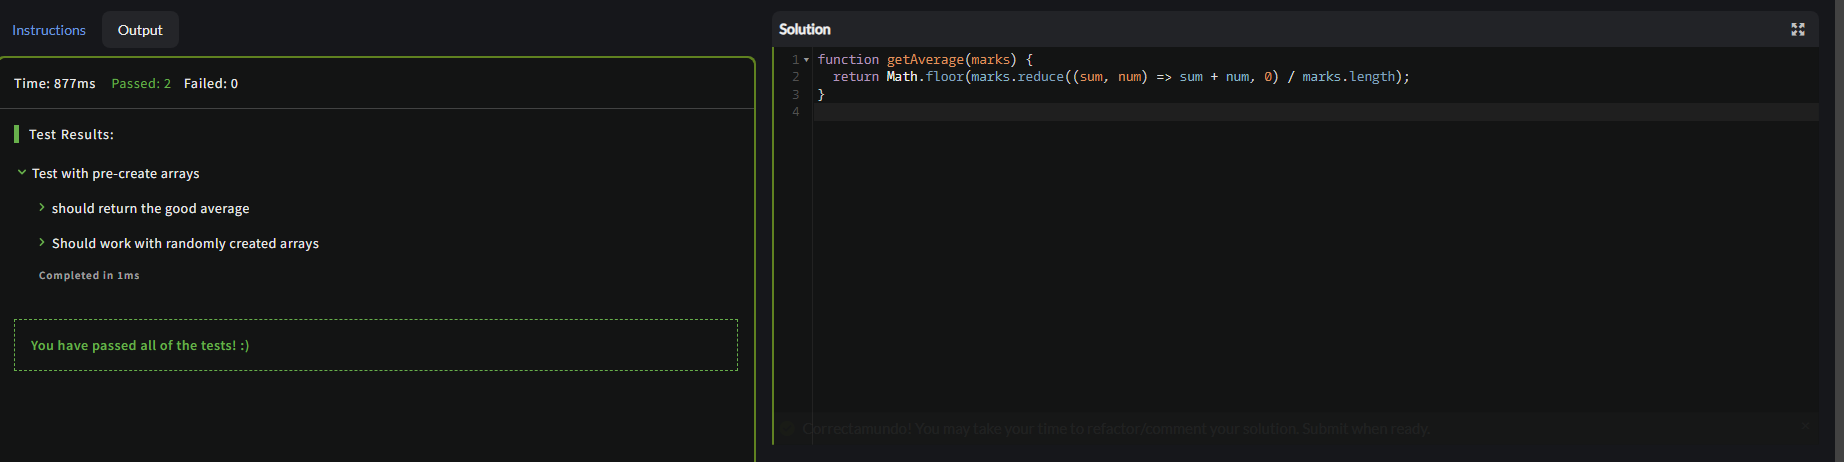 Instructions
Output
Time: 877ms Passed: 2 Failed: 0
Test Results:
Test with pre-create arrays
should return the good average
Should work with randomly created arrays
Completed in 1ms
You have passed all of the tests! :)
Solution
1 function getAverage(marks) {
2   return Math.floor(marks.reduce((sum, num) => sum + num, 0) / marks.length);
3 }
4
Correctamundo! You may take your time to refactor/comment your solution. Submit when ready.